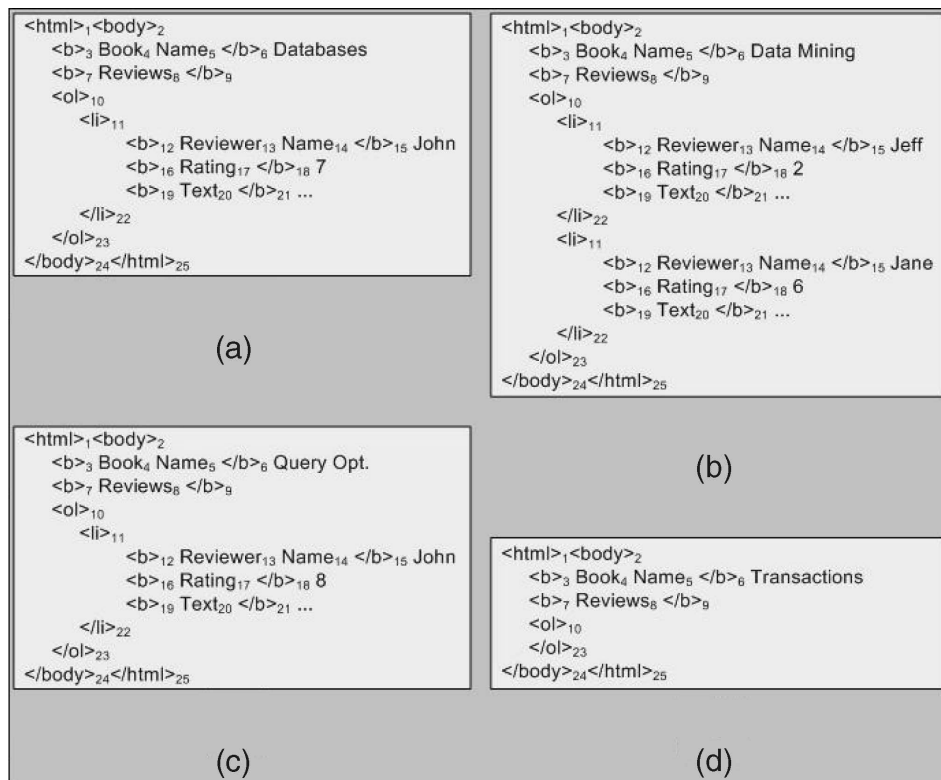 <html>₁<body>₂
<b>₃ Book₄ Name₅ </b>₆ Databases
<b>₇ Reviews₈ </b>₉
<ol>₁₀
<li>₁₁
<b>₁₂ Reviewer₁₃ Name₁₄ </b>₁₅ John
<b>₁₆ Rating₁₇ </b>₁₈ 7
<b>₁₉ Text₂₀ </b>₂₁ ...
</li>₂₂
</ol>₂₃
</body>₂₄</html>₂₅
(a)
<html>₁<body>₂
<b>₃ Book₄ Name₅ </b>₆ Data Mining
<b>₇ Reviews₈ </b>₉
<ol>₁₀
<li>₁₁
<b>₁₂ Reviewer₁₃ Name₁₄ </b>₁₅ Jeff
<b>₁₆ Rating₁₇ </b>₁₈ 2
<b>₁₉ Text₂₀ </b>₂₁ ...
</li>₂₂
<li>₁₁
<b>₁₂ Reviewer₁₃ Name₁₄ </b>₁₅ Jane
<b>₁₆ Rating₁₇ </b>₁₈ 6
<b>₁₉ Text₂₀ </b>₂₁ ...
</li>₂₂
</ol>₂₃
</body>₂₄</html>₂₅
(b)
<html>₁<body>₂
<b>₃ Book₄ Name₅ </b>₆ Query Opt.
<b>₇ Reviews₈ </b>₉
<ol>₁₀
<li>₁₁
<b>₁₂ Reviewer₁₃ Name₁₄ </b>₁₅ John
<b>₁₆ Rating₁₇ </b>₁₈ 8
<b>₁₉ Text₂₀ </b>₂₁ ...
</li>₂₂
</ol>₂₃
</body>₂₄</html>₂₅
(c)
<html>₁<body>₂
<b>₃ Book₄ Name₅ </b>₆ Transactions
<b>₇ Reviews₈ </b>₉
<ol>₁₀
</ol>₂₃
</body>₂₄</html>₂₅
(d)